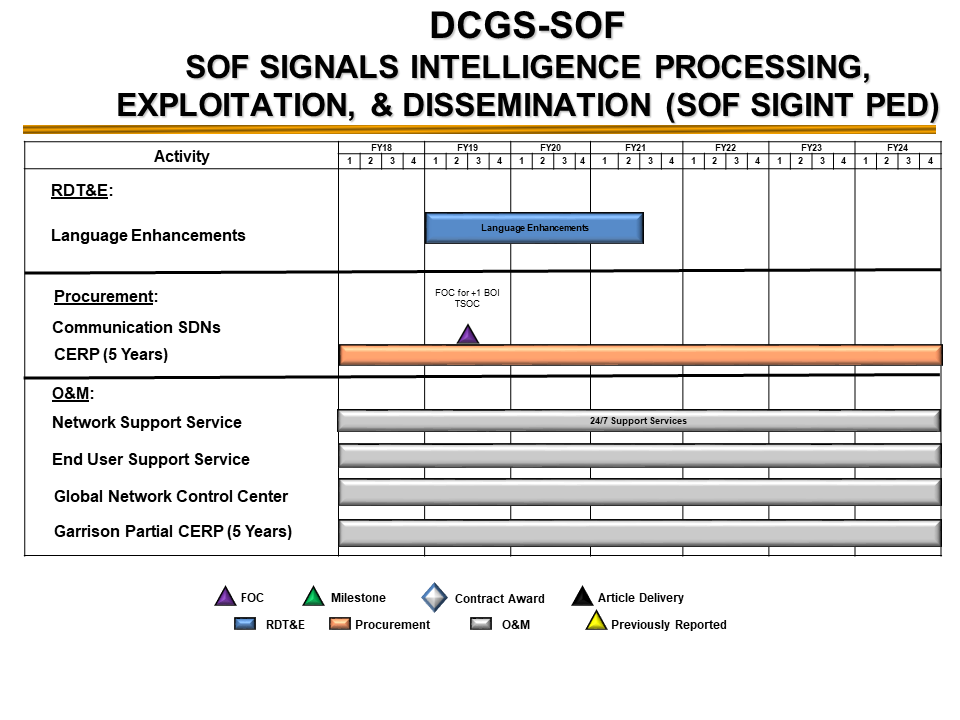 DCGS-SOF
SOF SIGNALS INTELLIGENCE PROCESSING,
EXPLOITATION, & DISSEMINATION (SOF SIGINT PED)
Activity
FY18 FY19 FY20 FY21 FY22 FY23 FY24
1 2 3 4 1 2 3 4 1 2 3 4 1 2 3 4 1 2 3 4 1 2 3 4 1 2 3 4
RDT&E:
Language Enhancements
Language Enhancements
Procurement:
FOC for +1 BOI
TSOC
Communication SDNs
CERP (5 Years)
O&M:
Network Support Service
24/7 Support Services
End User Support Service
Global Network Control Center
Garrison Partial CERP (5 Years)
FOC Milestone Contract Award Article Delivery
RDT&E Procurement O&M Previously Reported